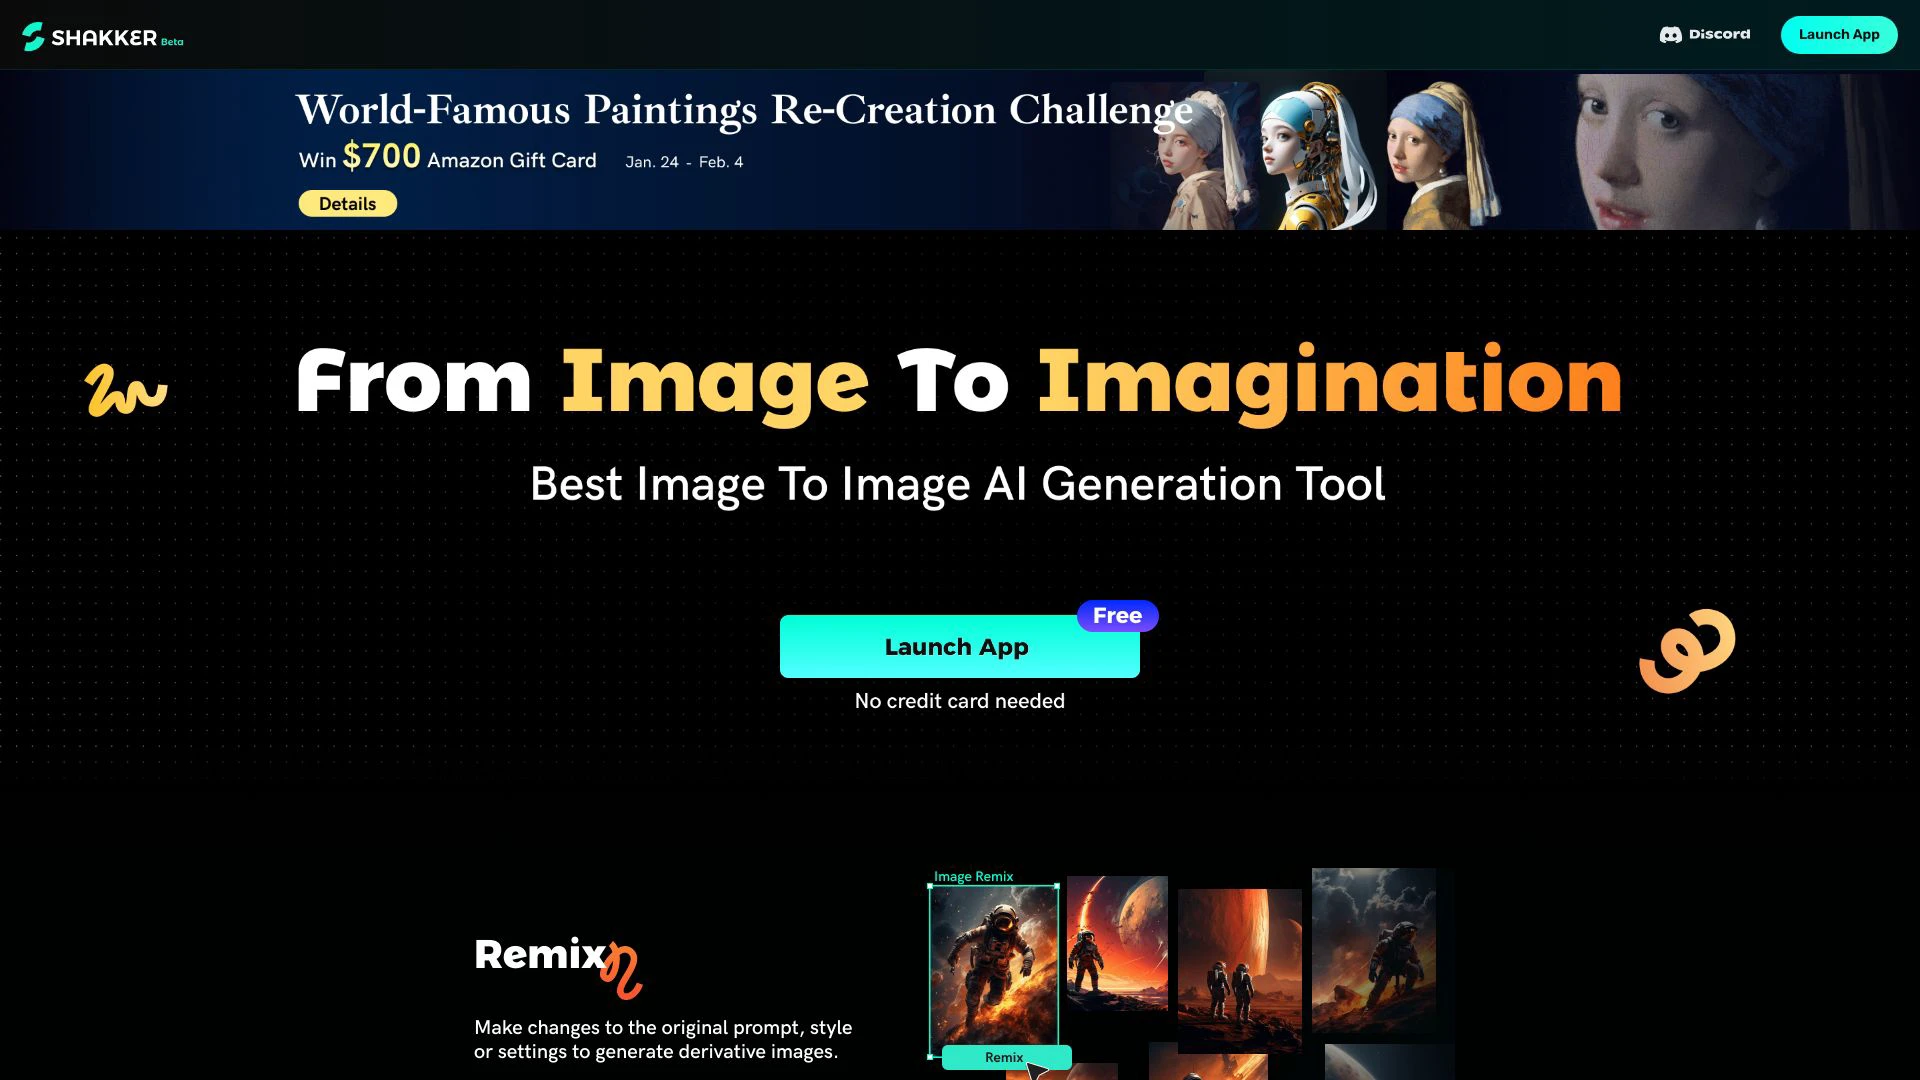 SHAKKER Beta
Discord
Launch App
World-Famous Paintings Re-Creation Challenge
Win $700 Amazon Gift Card Jan. 24 - Feb. 4
Details
From Image To Imagination
Best Image To Image AI Generation Tool
Free
Launch App
No credit card needed
Image Remix
Remix
Make changes to the original prompt, style
or settings to generate derivative images.
Remix